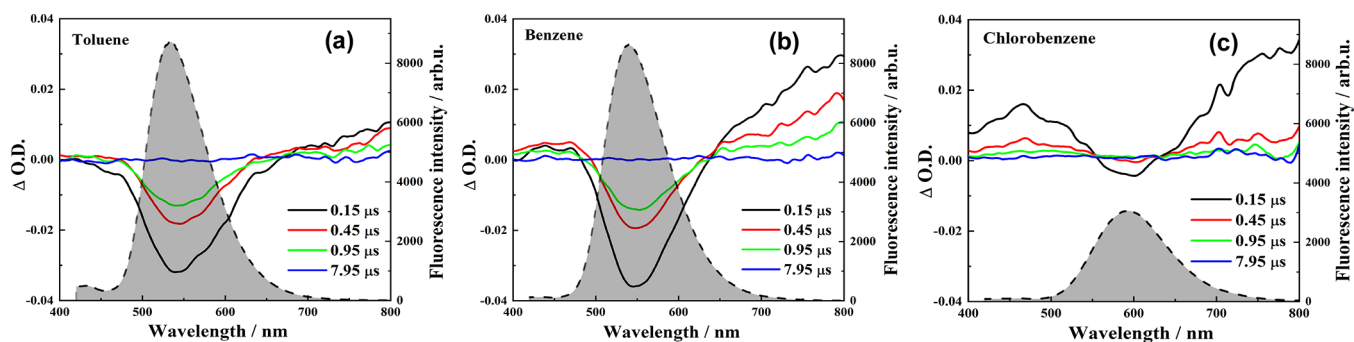 Toluene
(a)
Δ O.D.
0.04
0.02
0.00
-0.02
-0.04
0.15 μs
0.45 μs
0.95 μs
7.95 μs
8000
6000
4000
2000
0
Fluorescence intensity / arb.u.
400 500 600 700 800
Wavelength / nm
Benzene
(b)
Δ O.D.
0.04
0.02
0.00
-0.02
-0.04
0.15 μs
0.45 μs
0.95 μs
7.95 μs
8000
6000
4000
2000
0
Fluorescence intensity / arb.u.
400 500 600 700 800
Wavelength / nm
Chlorobenzene
(c)
Δ O.D.
0.04
0.02
0.00
-0.02
-0.04
0.15 μs
0.45 μs
0.95 μs
7.95 μs
8000
6000
4000
2000
0
Fluorescence intensity / arb.u.
400 500 600 700 800
Wavelength / nm